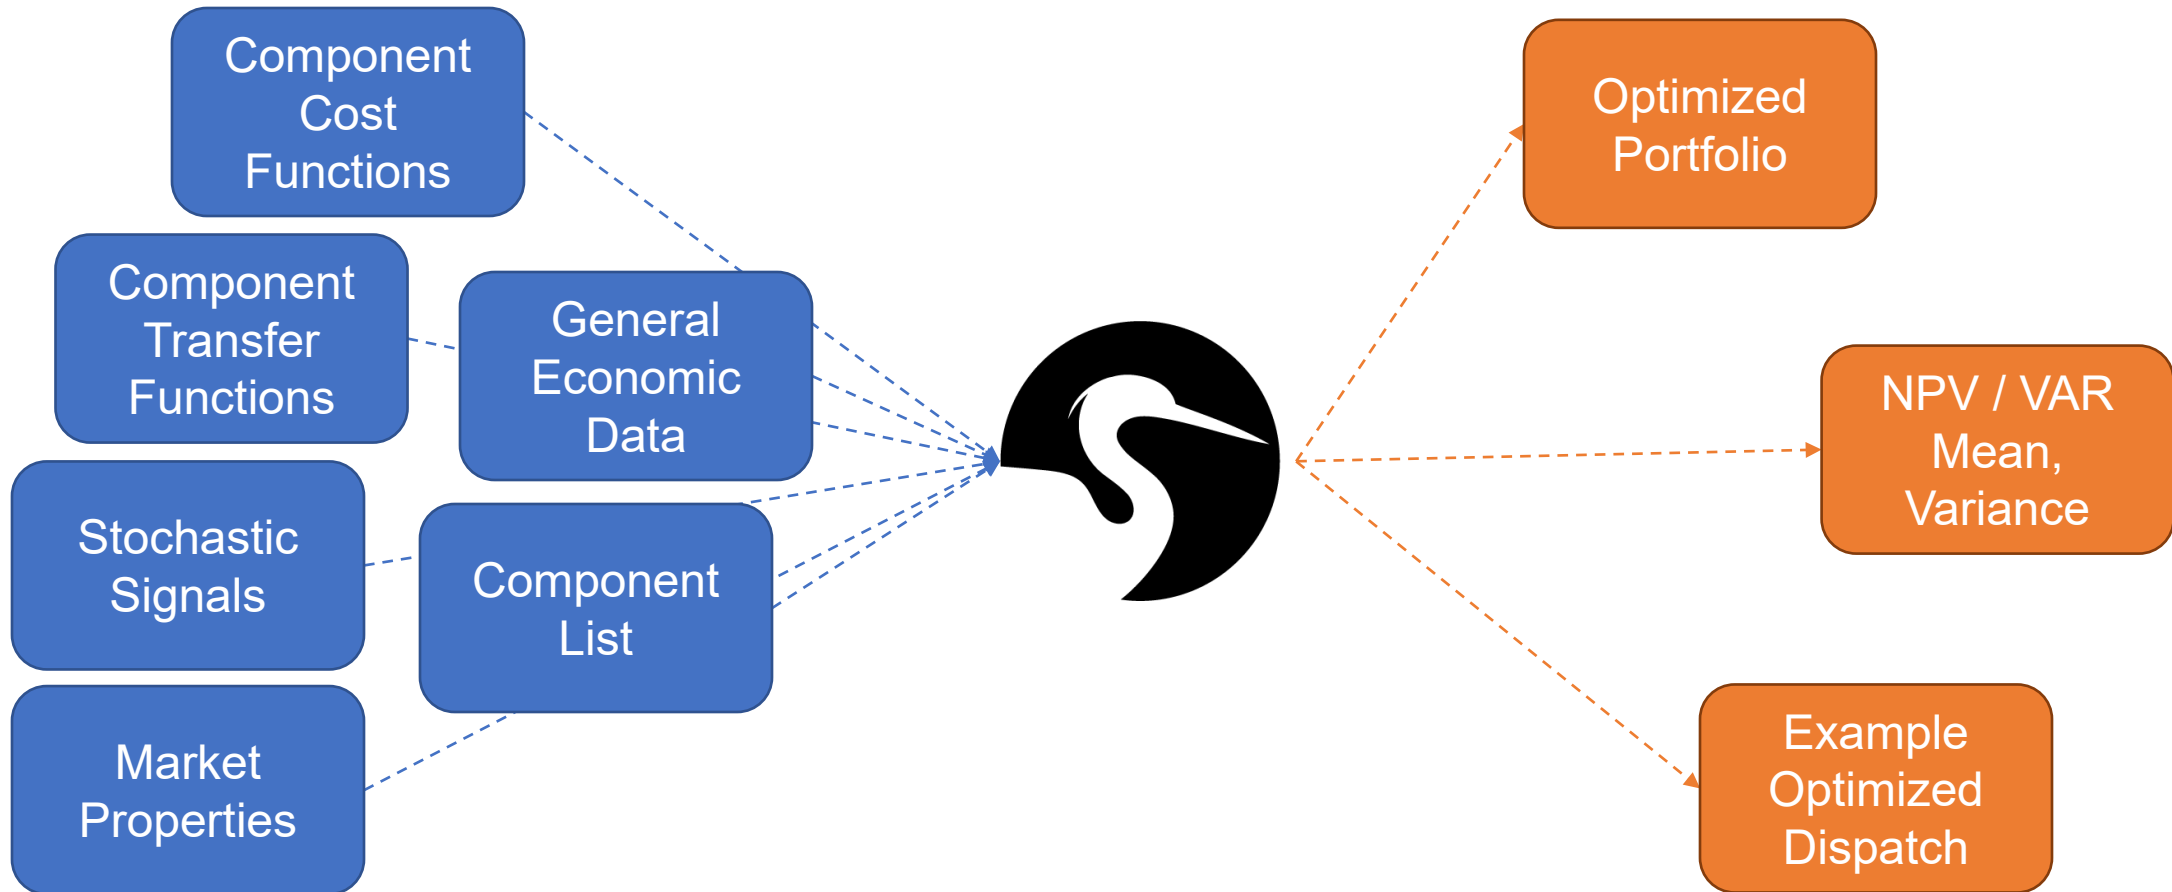 Component
Cost
Functions
Component
Transfer
Functions
General
Economic
Data
Stochastic
Signals
Component
List
Market
Properties
Optimized
Portfolio
NPV / VAR
Mean,
Variance
Example
Optimized
Dispatch